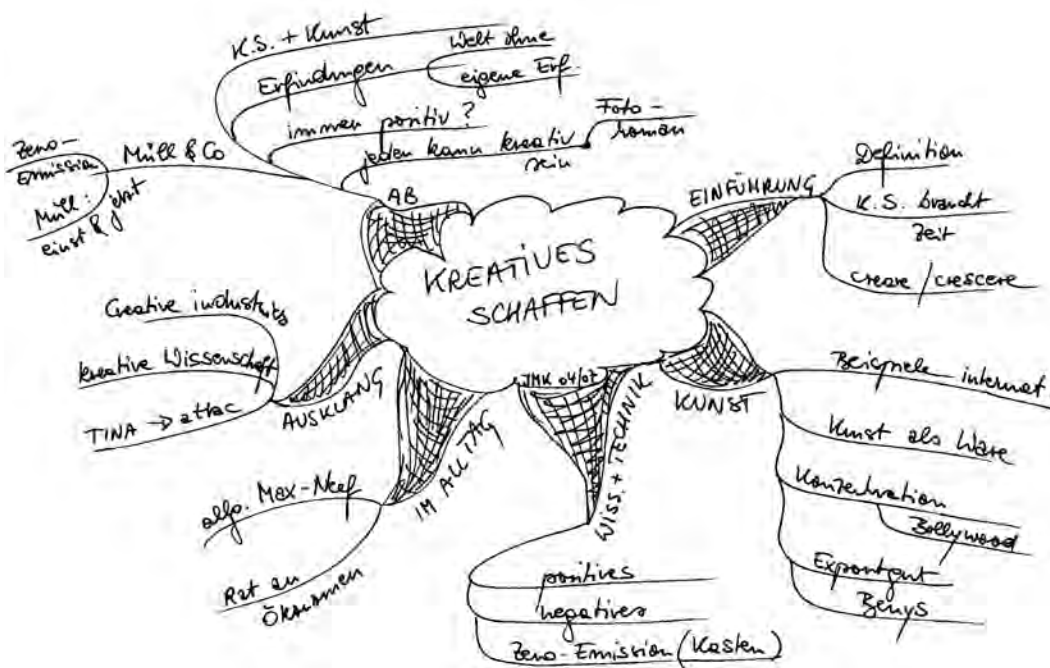 KREATIVES
SCHAFFEN
EINFÜHRUNG
Definition
K.S. braucht
Zeit
creare / crescere
KUNST
Beispiele – internat
Kunst als Ware
Konzentration
Bollywood
Exportgut
Beuys
WISS. + TECHNIK
positives
negatives
Zero-Emission (Kasten)
JMK 04/07
IM ALLTAG
allg. Max-Neef
Rat an
Ökonomien
AUSKLANG
Creative industries
kreative Wissenschaft
TINA → attac
AB
Müll & Co
Zero-
Emission
Müll:
einst & jetzt
K.S. + Kunst
Erfindungen
Welt ohne
eigene Erf.
immer positiv?
jeder kann kreativ
sein
Foto-
roman